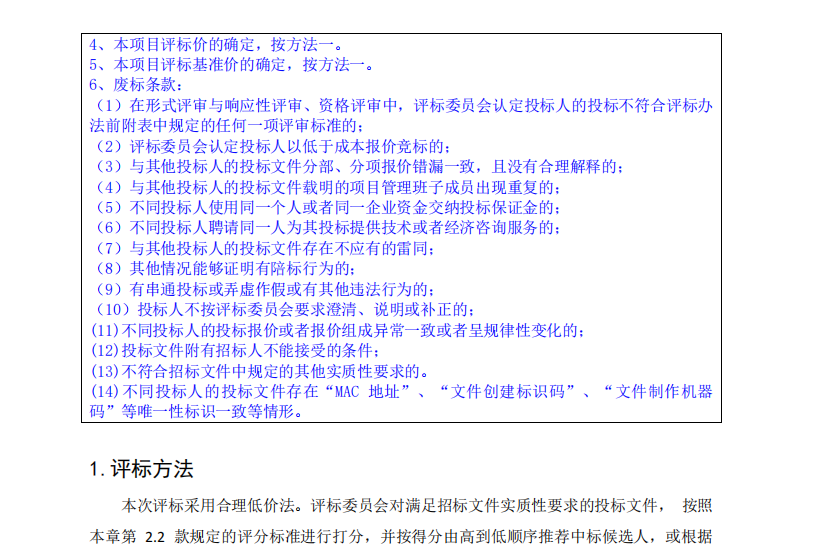 4、本项目评标价的确定，按方法一。
5、本项目评标基准价的确定，按方法一。
6、废标条款：
（1）在形式评审与响应性评审、资格评审中，评标委员会认定投标人的投标不符合评标办
法前附表中规定的任何一项评审标准的；
（2）评标委员会认定投标人以低于成本报价竞标的；
（3）与其他投标人的投标文件分部、分项报价错漏一致，且没有合理解释的；
（4）与其他投标人的投标文件载明的项目管理班子成员出现重复的；
（5）不同投标人使用同一个人或者同一企业资金交纳投标保证金的；
（6）不同投标人聘请同一人为其投标提供技术或者经济咨询服务的；
（7）与其他投标人的投标文件存在不应有的雷同；
（8）其他情况能够证明有陪标行为的；
（9）有串通投标或弄虚作假或有其他违法行为的；
（10）投标人不按评标委员会要求澄清、说明或补正的；
(11)不同投标人的投标报价或者报价组成异常一致或者呈规律性变化的；
(12)投标文件附有招标人不能接受的条件；
(13)不符合招标文件中规定的其他实质性要求的。
(14)不同投标人的投标文件存在“MAC 地址”、“文件创建标识码”、“文件制作机器
码”等唯一性标识一致等情形。
1.评标方法
本次评标采用合理低价法。评标委员会对满足招标文件实质性要求的投标文件， 按照
本章第 2.2 款规定的评分标准进行打分，并按得分由高到低顺序推荐中标候选人，或根据